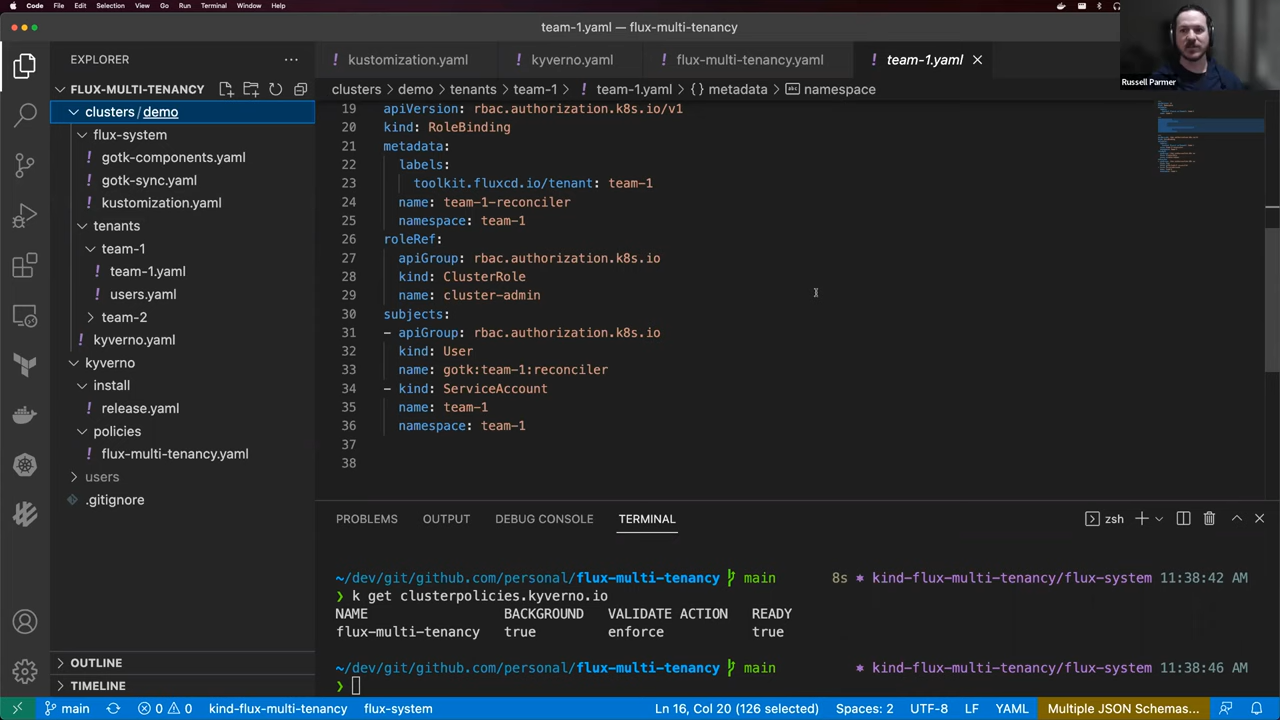 Code File Edit Selection View Go Run Terminal Window Help
team-1.yaml — flux-multi-tenancy
EXPLORER
FLUX-MULTI-TENANCY
clusters / demo
flux-system
gotk-components.yaml
gotk-sync.yaml
kustomization.yaml
tenants
team-1
team-1.yaml
users.yaml
team-2
kyverno.yaml
kyverno
install
release.yaml
policies
flux-multi-tenancy.yaml
users
.gitignore
OUTLINE
TIMELINE
! kustomization.yaml ! kyverno.yaml ! flux-multi-tenancy.yaml ! team-1.yaml
clusters > demo > tenants > team-1 > ! team-1.yaml > {} metadata > namespace
19 apiVersion: rbac.authorization.k8s.io/v1
20 kind: RoleBinding
21 metadata:
22 labels:
23 toolkit.fluxcd.io/tenant: team-1
24 name: team-1-reconciler
25 namespace: team-1
26 roleRef:
27 apiGroup: rbac.authorization.k8s.io
28 kind: ClusterRole
29 name: cluster-admin
30 subjects:
31 - apiGroup: rbac.authorization.k8s.io
32 kind: User
33 name: gotk:team-1:reconciler
34 - kind: ServiceAccount
35 name: team-1
36 namespace: team-1
37
38
Russell Parmer
PROBLEMS OUTPUT DEBUG CONSOLE TERMINAL zsh
~/dev/git/github.com/personal/flux-multi-tenancy main 8s kind-flux-multi-tenancy/flux-system 11:38:42 AM
❯ k get clusterpolicies.kyverno.io
NAME BACKGROUND VALIDATE ACTION READY
flux-multi-tenancy true enforce true
~/dev/git/github.com/personal/flux-multi-tenancy main kind-flux-multi-tenancy/flux-system 11:38:46 AM
❯
main 0 0 kind-flux-multi-tenancy flux-system Ln 16, Col 20 (126 selected) Spaces: 2 UTF-8 LF YAML Multiple JSON Schemas...